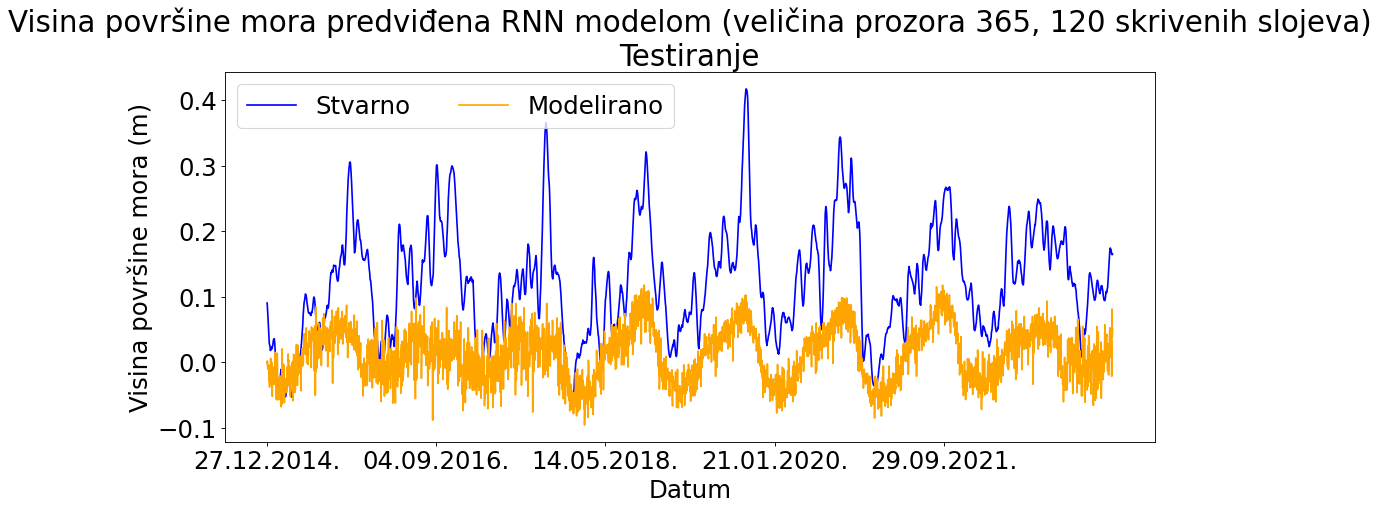 Visina površine mora predviđena RNN modelom (veličina prozora 365, 120 skrivenih slojeva)
Testiranje
Stvarno
Modelirano
Visina površine mora (m)
0.4
0.3
0.2
0.1
0.0
−0.1
27.12.2014.
04.09.2016.
14.05.2018.
21.01.2020.
29.09.2021.
Datum